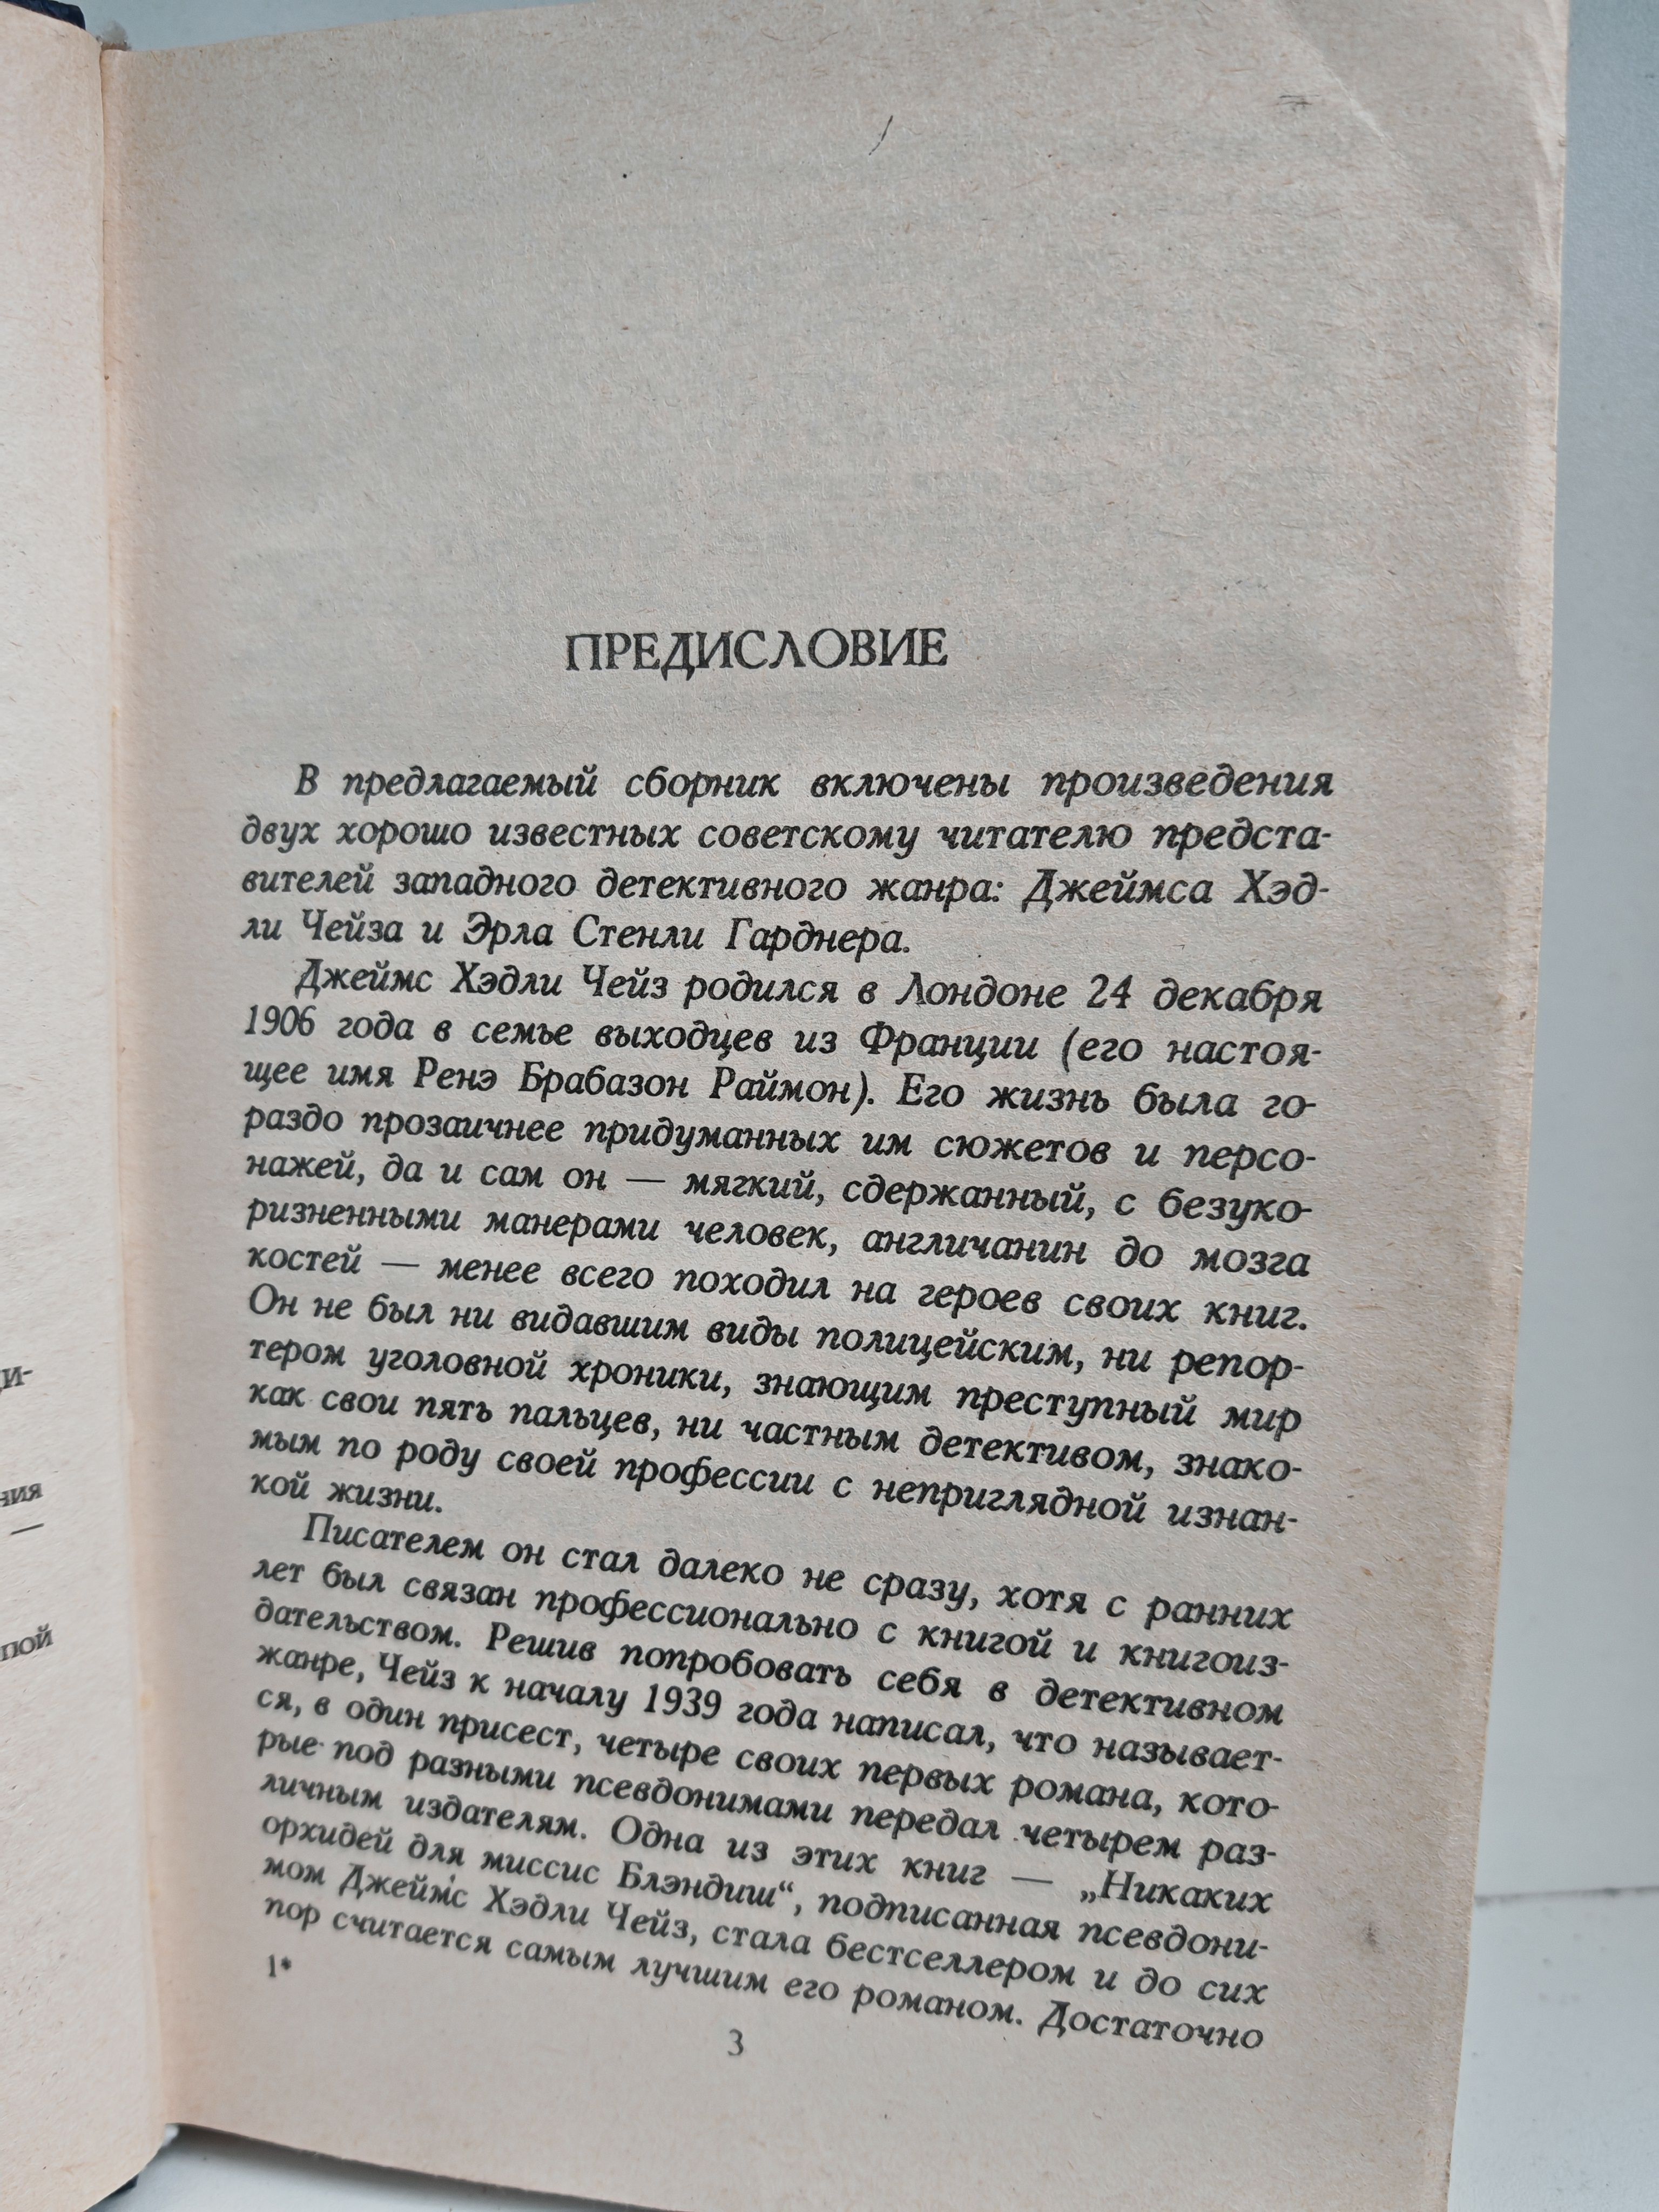 ПРЕДИСЛОВИЕ
В предлагаемый сборник включены произведения
двух хорошо известных советскому читателю предста-
вителей западного детективного жанра: Джеймса Хэд-
ли Чейза и Эрла Стенли Гарднера.
Джеймс Хэдли Чейз родился в Лондоне 24 декабря
1906 года в семье выходцев из Франции (его настоя-
щее имя Ренэ Брабазон Раймон). Его жизнь была го-
раздо прозаичнее придуманных им сюжетов и персо-
нажей, да и сам он — мягкий, сдержанный, с безуко-
ризненными манерами человек, англичанин до мозга
костей — менее всего походил на героев своих книг.
Он не был ни видавшим виды полицейским, ни репор-
тером уголовной хроники, знающим преступный мир
как свои пять пальцев, ни частным детективом, знако-
мым по роду своей профессии с неприглядной изнан-
кой жизни.
Писателем он стал далеко не сразу, хотя с ранних
лет был связан профессионально с книгой и книгоиз-
дательством. Решив попробовать себя в детективном
жанре, Чейз к началу 1939 года написал, что называет-
ся, в один присест, четыре своих первых романа, кото-
рые под разными псевдонимами передал четырем раз-
личным издателям. Одна из этих книг — „Никаких
орхидей для миссис Блэндиш“, подписанная псевдони-
мом Джеймс Хэдли Чейз, стала бестселлером и до сих
пор считается самым лучшим его романом. Достаточно
1*
3
ди-
ния
—
пой